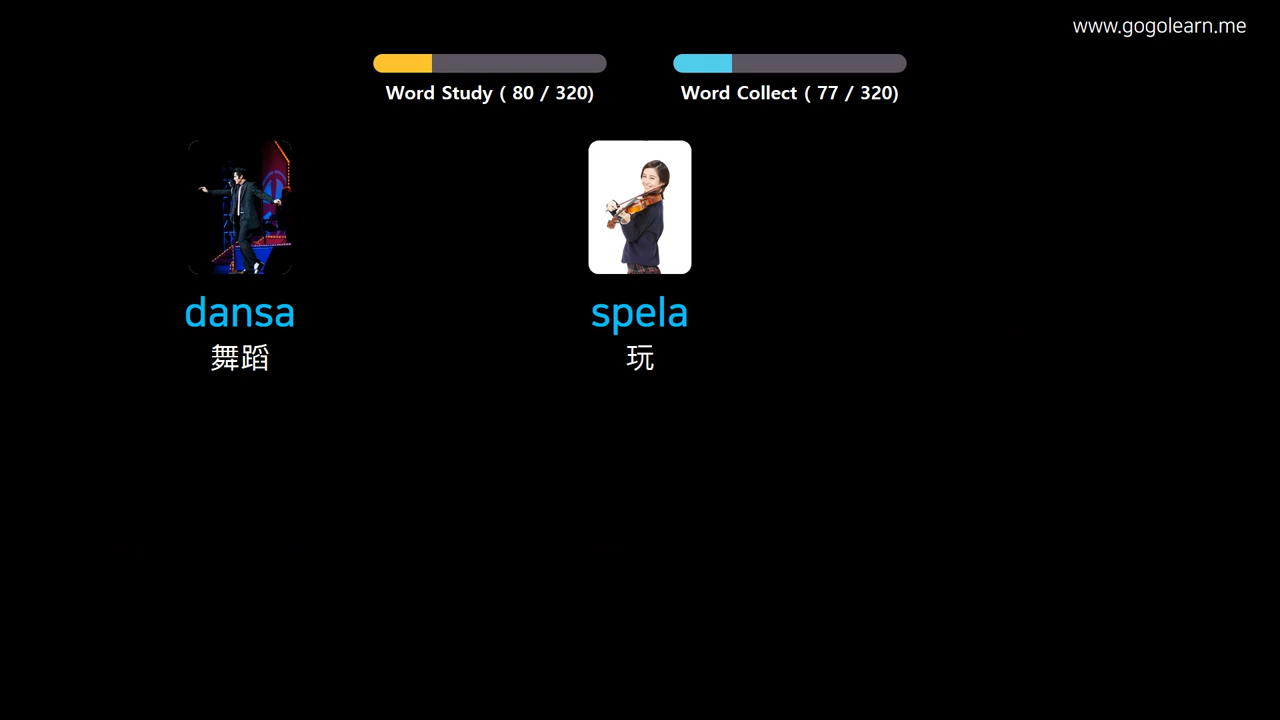 www.gogolearn.me
Word Study ( 80 / 320)
Word Collect ( 77 / 320)
dansa
spela
舞蹈
玩